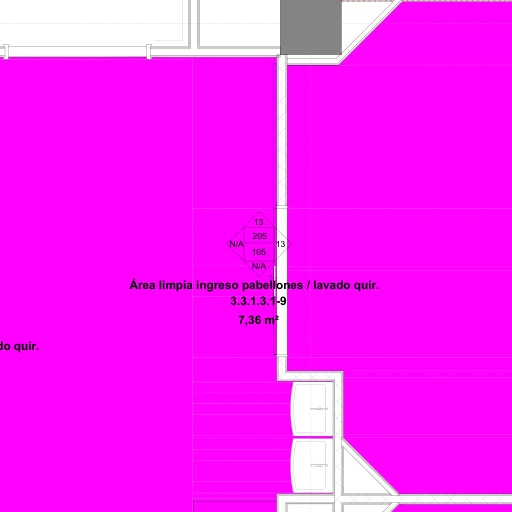 13
205
N/A 13
105
N/A
Área limpia ingreso pabellones / lavado quir.
3.3.1.3.1-9
7,36 m²
do quir.